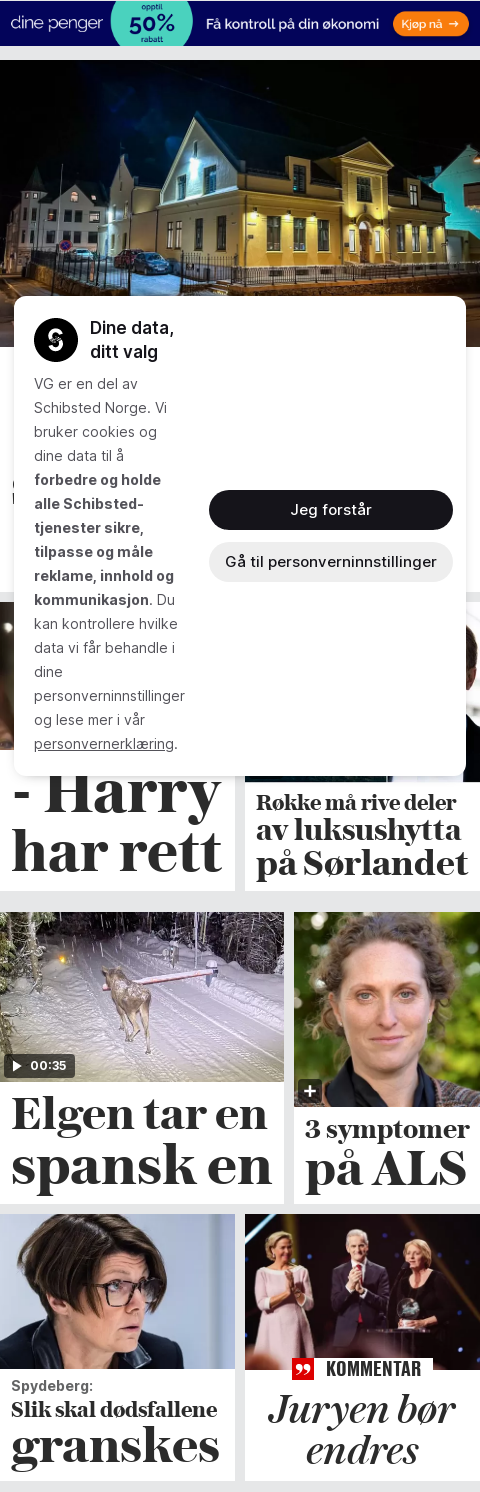 dine penger
opptil
50%
rabatt
Få kontroll på din økonomi
Kjøp nå →
Dine data,
ditt valg
VG er en del av
Schibsted Norge. Vi
bruker cookies og
dine data til å
forbedre og holde
alle Schibsted-
tjenester sikre,
tilpasse og måle
reklame, innhold og
kommunikasjon. Du
kan kontrollere hvilke
data vi får behandle i
dine
personverninnstillinger
og lese mer i vår
personvernerklæring.
Jeg forstår
Gå til personverninnstillinger
- Harry
har rett
Røkke må rive deler
av luksushytta
på Sørlandet
00:35
Elgen tar en
spansk en
3 symptomer
på ALS
Spydeberg:
Slik skal dødsfallene
granskes
KOMMENTAR
Juryen bør
endres